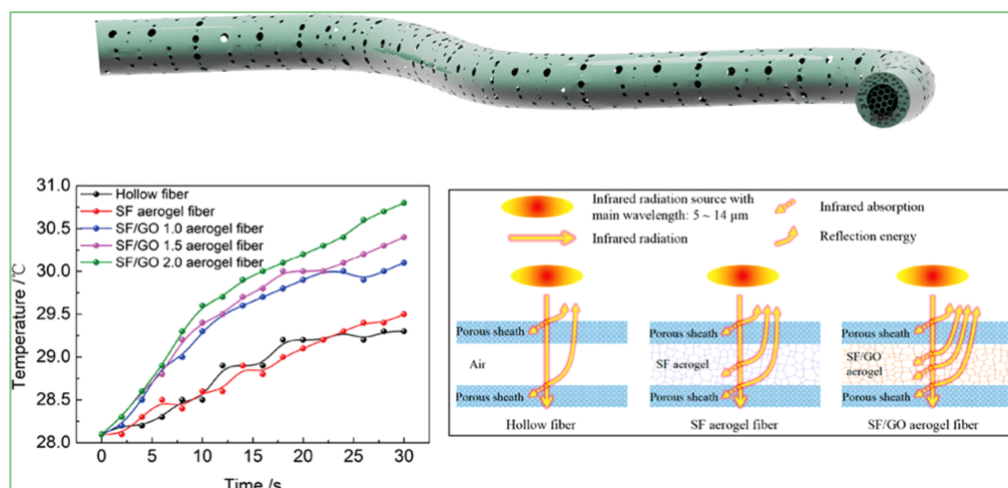 31.0
30.5
30.0
29.5
29.0
28.5
28.0
Temperature /℃
Hollow fiber
SF aerogel fiber
SF/GO 1.0 aerogel fiber
SF/GO 1.5 aerogel fiber
SF/GO 2.0 aerogel fiber
0 5 10 15 20 25 30
Time /s
Infrared radiation source with
main wavelength: 5 ~ 14 μm
Infrared radiation
Infrared absorption
Reflection energy
Porous sheath
Air
Porous sheath
Hollow fiber
Porous sheath
SF aerogel
Porous sheath
SF aerogel fiber
Porous sheath
SF/GO
aerogel
Porous sheath
SF/GO aerogel fiber